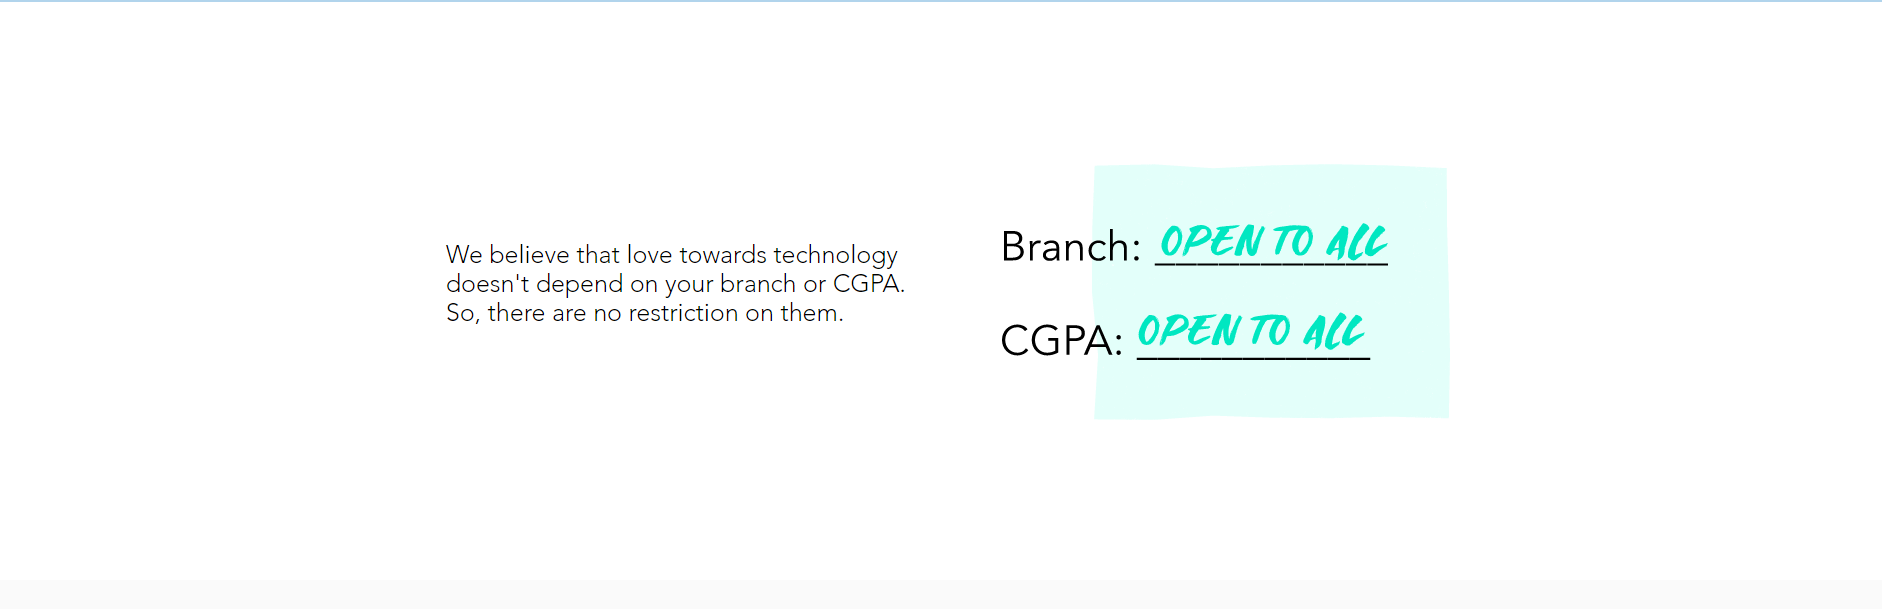 We believe that love towards technology
doesn't depend on your branch or CGPA.
So, there are no restriction on them.
Branch: OPEN TO ALL
CGPA: OPEN TO ALL